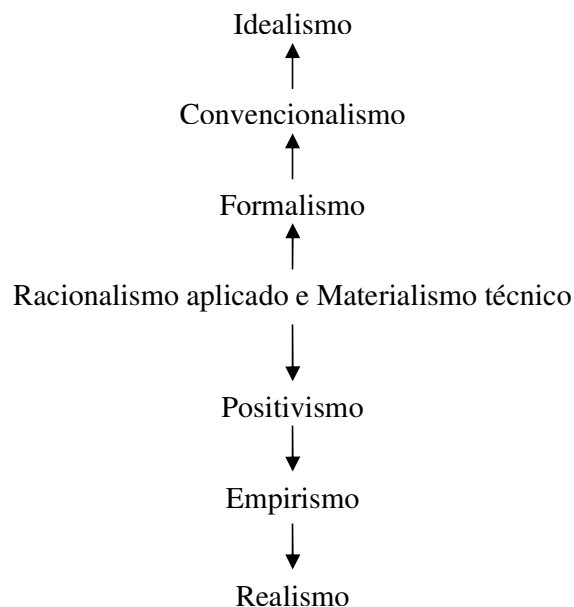 Idealismo
Convencionalismo
Formalismo
Racionalismo aplicado e Materialismo técnico
Positivismo
Empirismo
Realismo